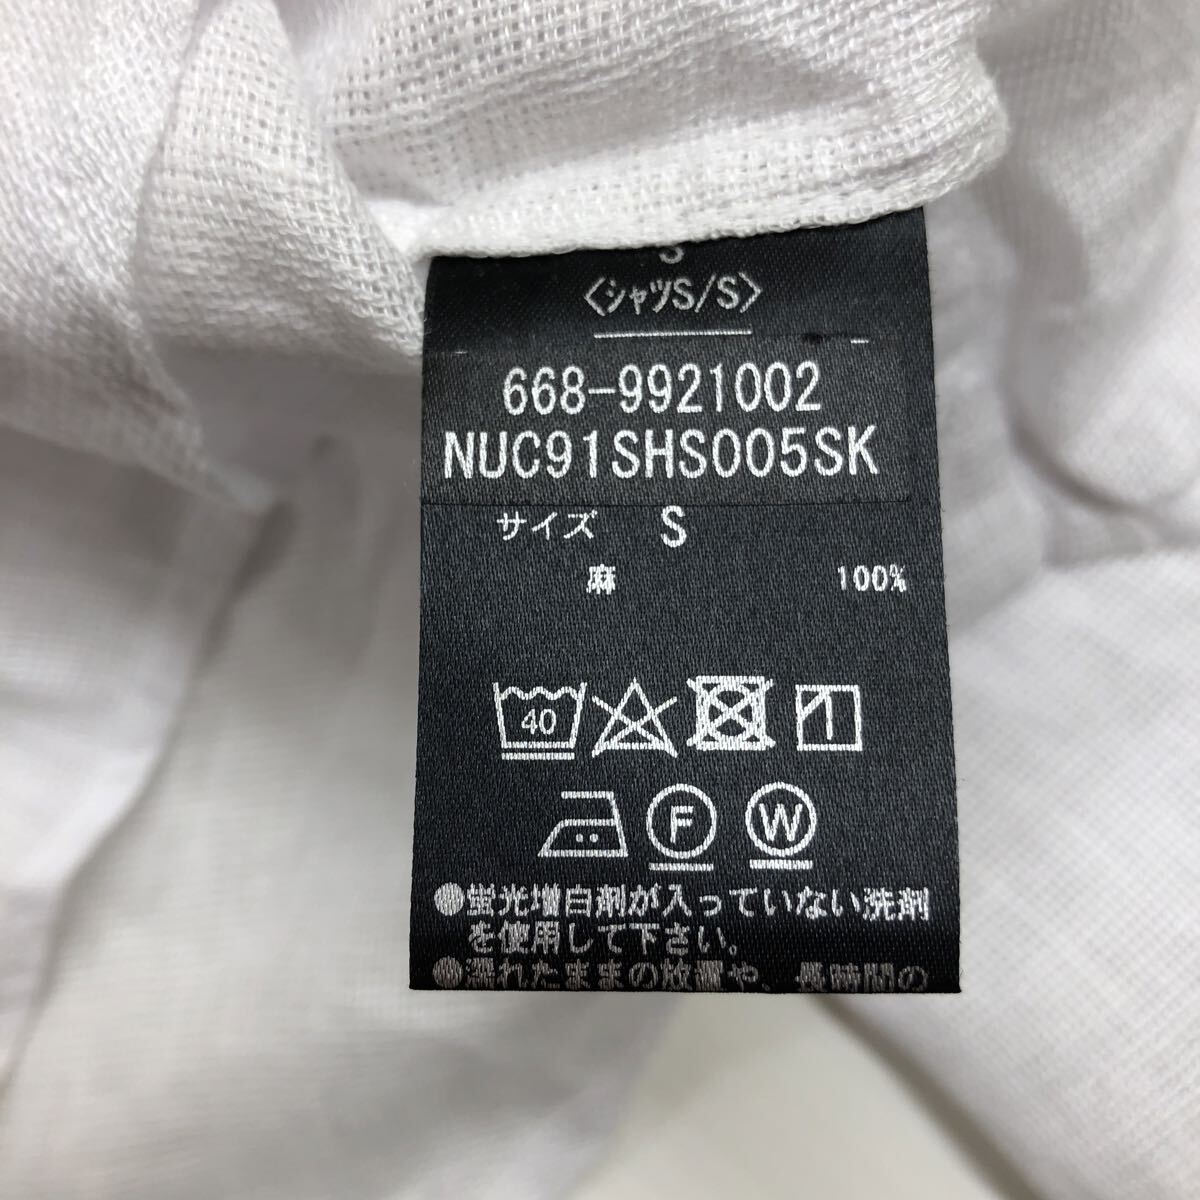 S
〈シャツS/S〉
668-9921002
NUC91SHS005SK
サイズ S
麻 100%
40
F W
●蛍光増白剤が入っていない洗剤
を使用して下さい。
●濡れたままの放置や、長時間の